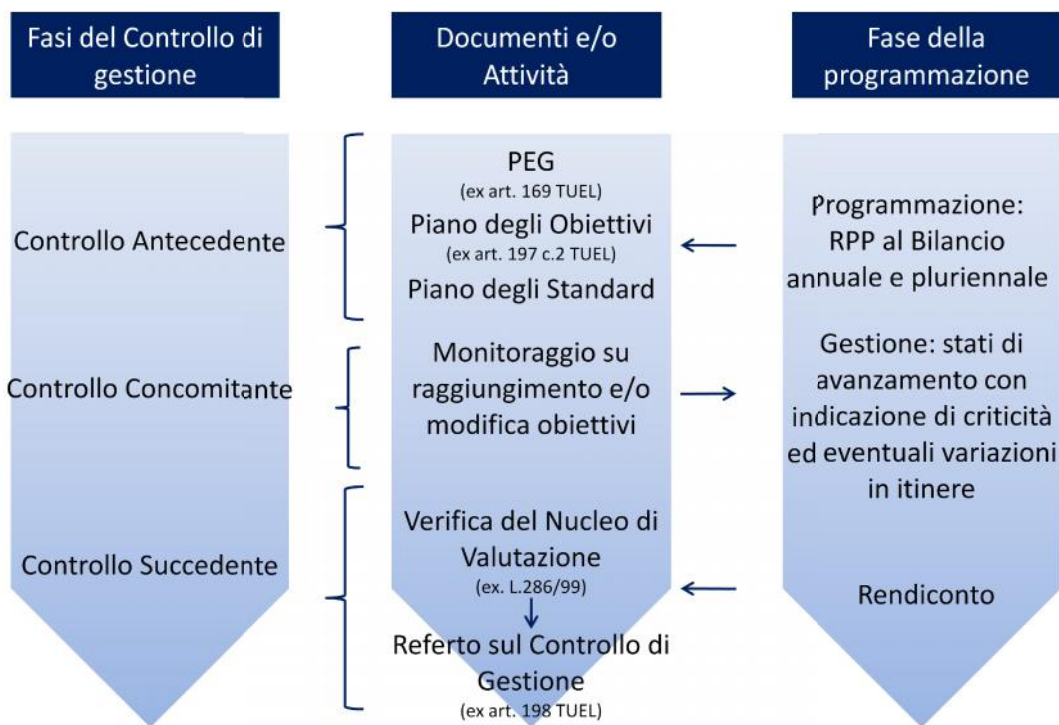 Fasi del Controllo di
gestione
Documenti e/o
Attività
Fase della
programmazione
Controllo Antecedente
PEG
(ex art. 169 TUEL)
Piano degli Obiettivi
(ex art. 197 c.2 TUEL)
Piano degli Standard
Programmazione:
RPP al Bilancio
annuale e pluriennale
Controllo Concomitante
Monitoraggio su
raggiungimento e/o
modifica obiettivi
Gestione: stati di
avanzamento con
indicazione di criticità
ed eventuali variazioni
in itinere
Controllo Succedente
Verifica del Nucleo di
Valutazione
(ex. L.286/99)
Referto sul Controllo di
Gestione
(ex art. 198 TUEL)
Rendiconto